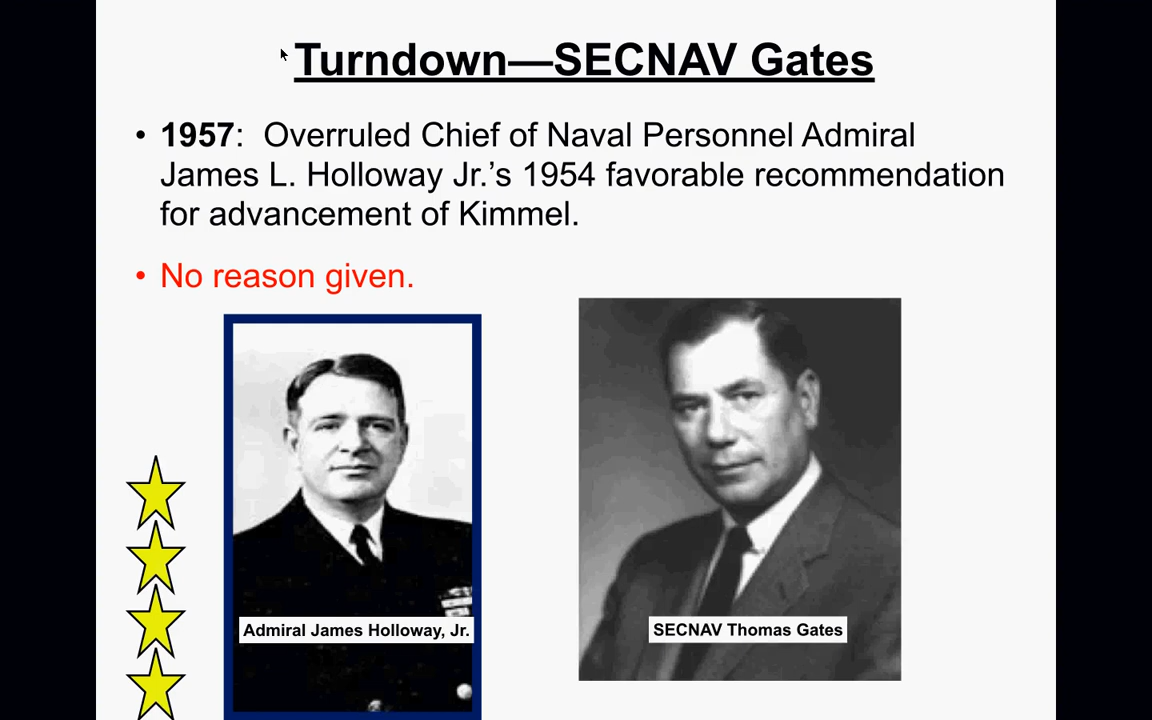 Turndown—SECNAV Gates
• 1957:  Overruled Chief of Naval Personnel Admiral
James L. Holloway Jr.’s 1954 favorable recommendation
for advancement of Kimmel.
• No reason given.
Admiral James Holloway, Jr.
SECNAV Thomas Gates